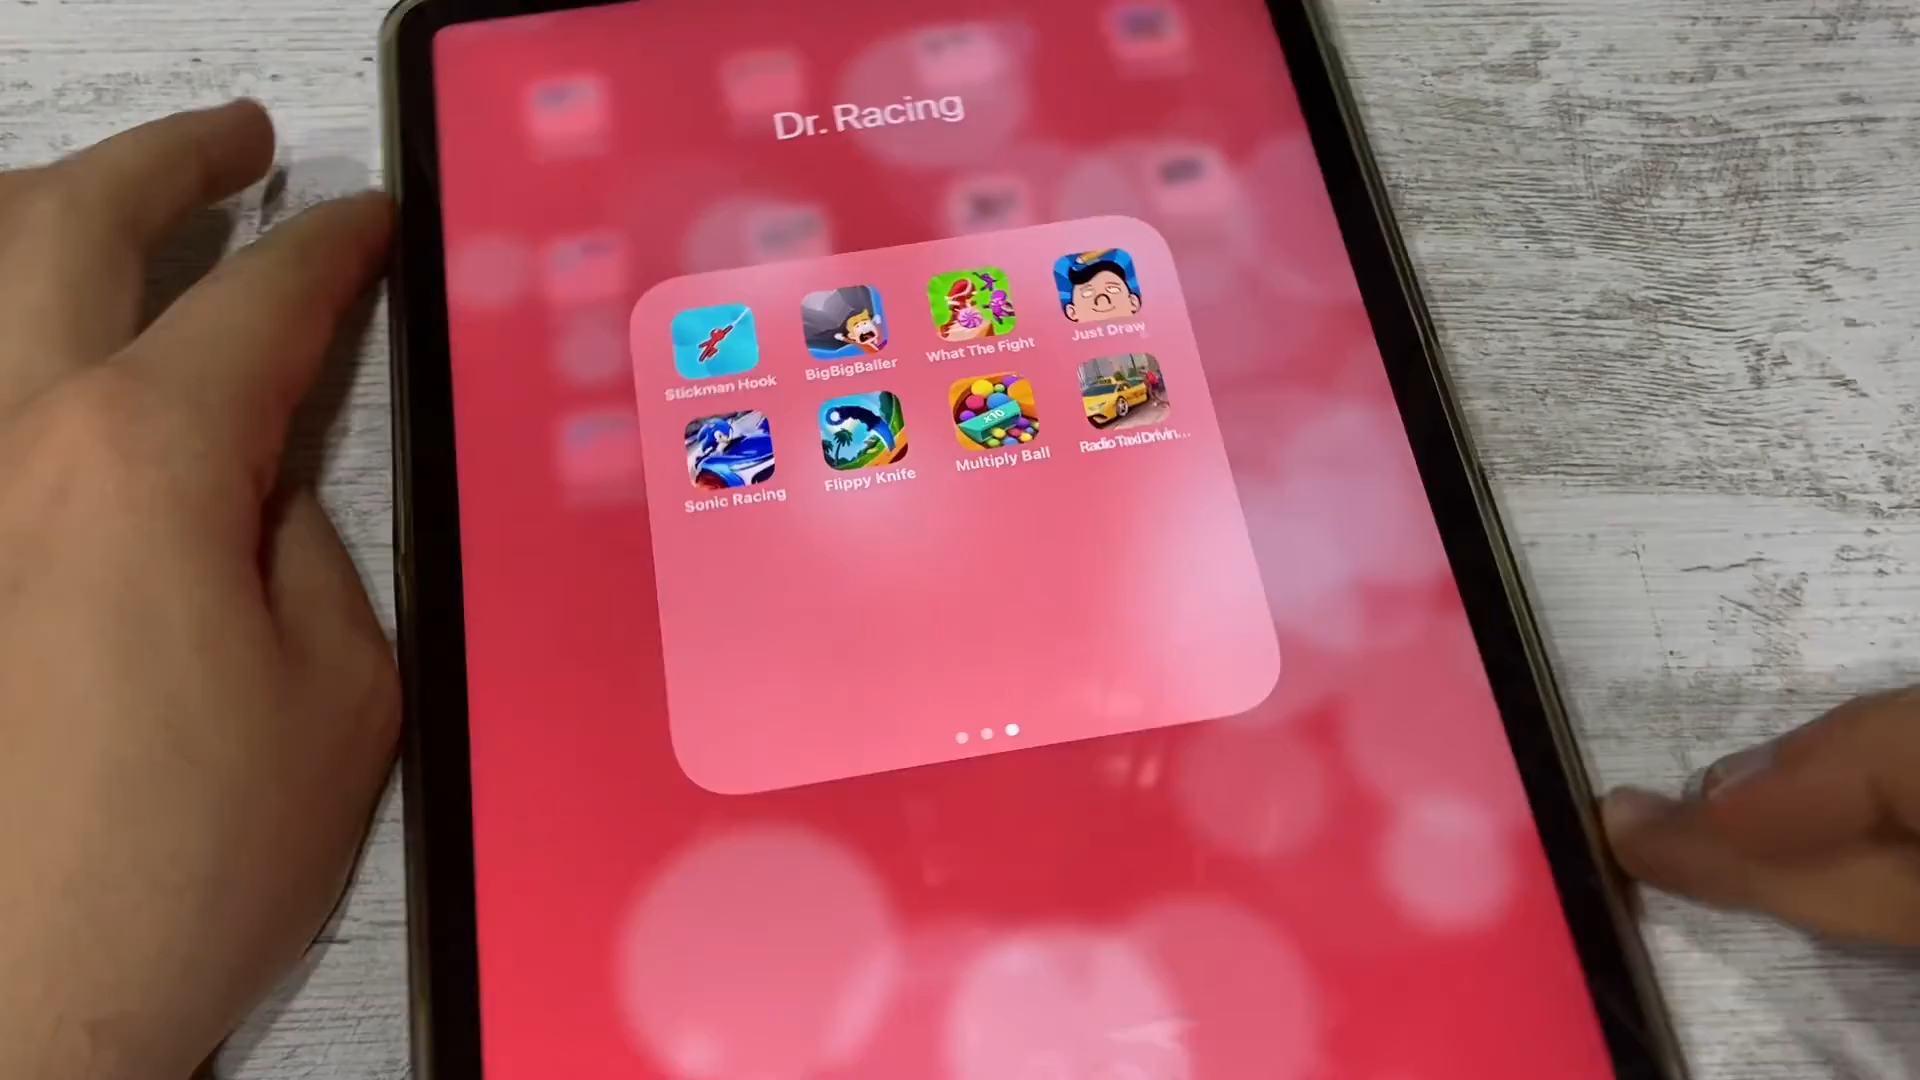 Dr. Racing
Stickman Hook
BigBigBaller
What The Fight
Just Draw
x10
Sonic Racing
Flippy Knife
Multiply Ball
Radio Taxi Drivin...